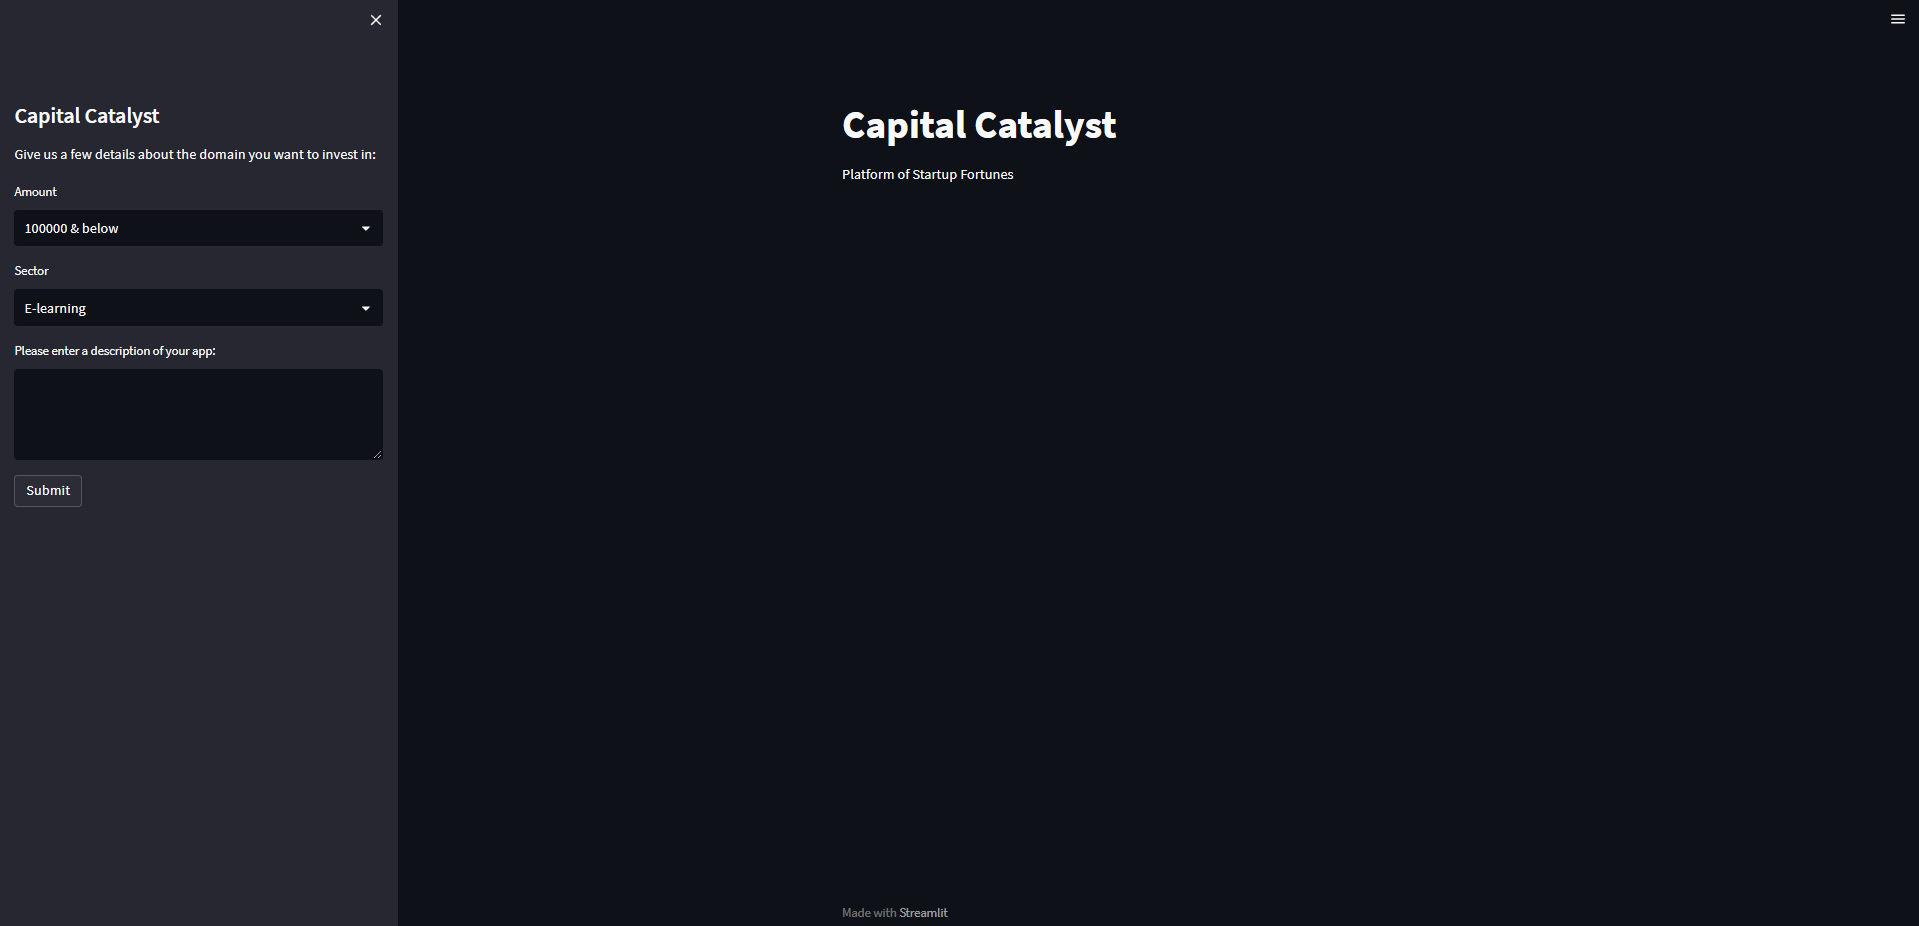 Capital Catalyst
Give us a few details about the domain you want to invest in:
Amount
100000 & below
Sector
E-learning
Please enter a description of your app:
Submit
Capital Catalyst
Platform of Startup Fortunes
Made with Streamlit